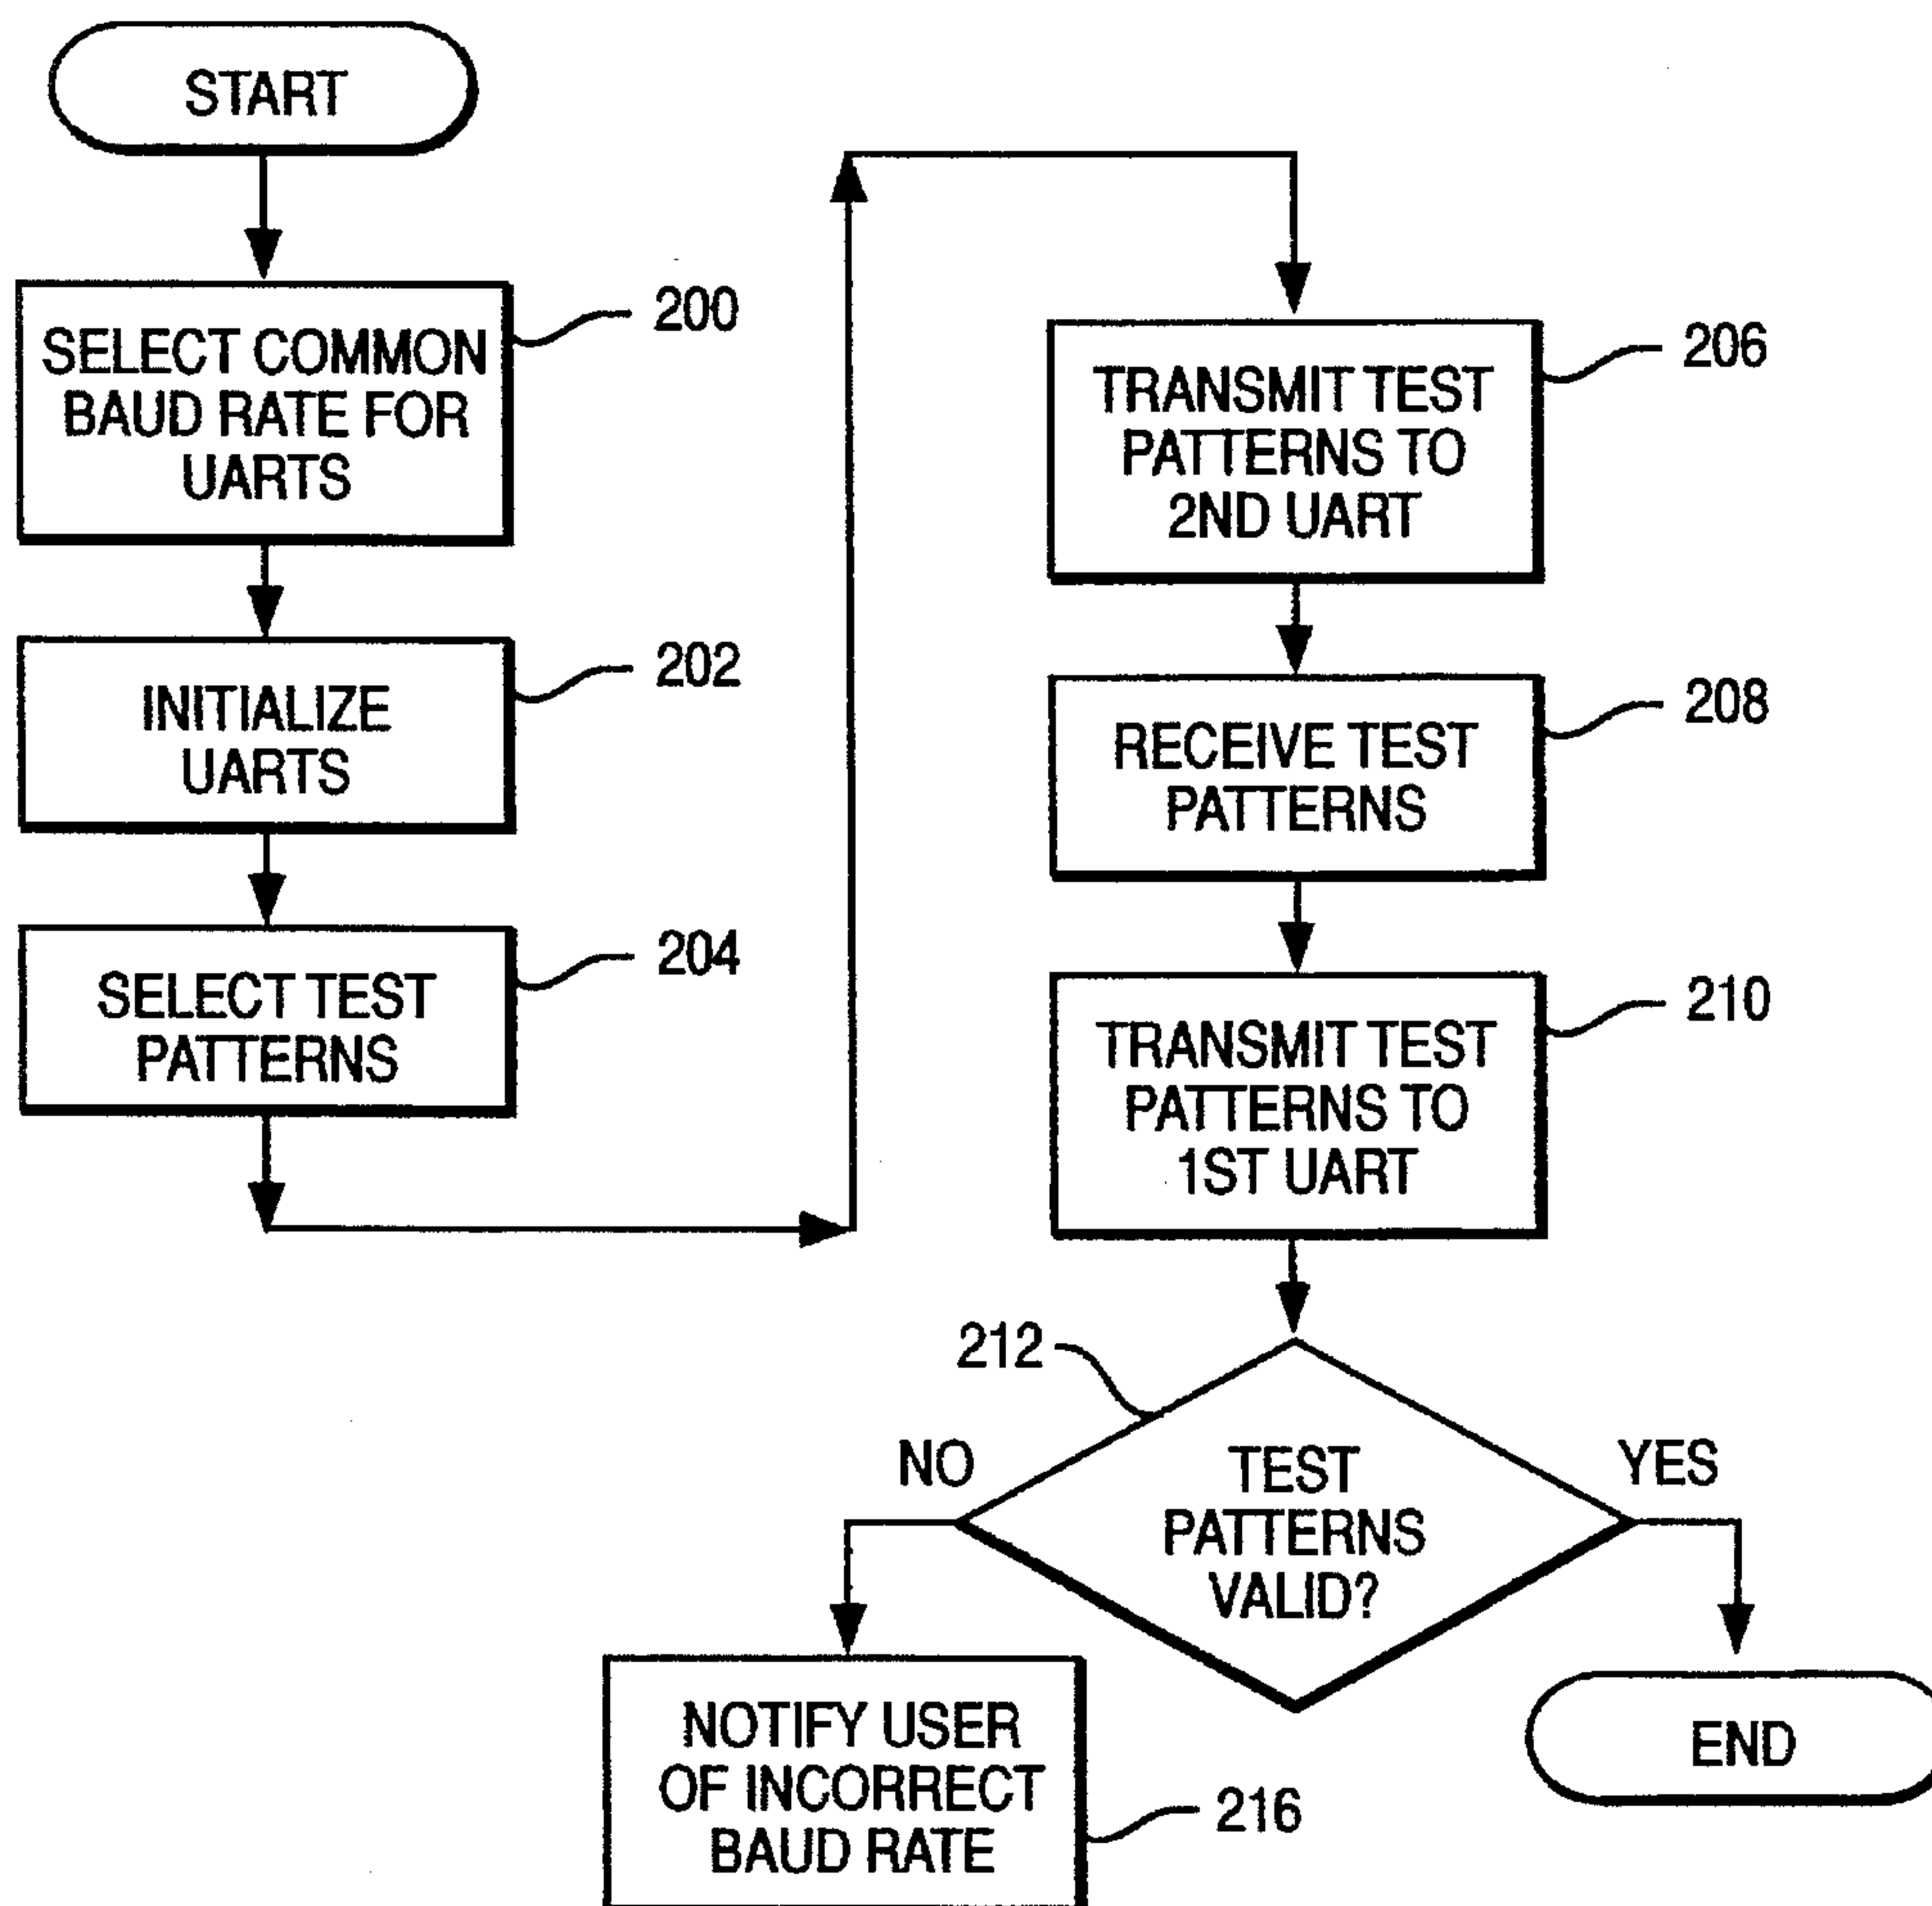 START
SELECT COMMON
BAUD RATE FOR
UARTS
200
INITIALIZE
UARTS
202
SELECT TEST
PATTERNS
204
TRANSMIT TEST
PATTERNS TO
2ND UART
206
RECEIVE TEST
PATTERNS
208
TRANSMIT TEST
PATTERNS TO
1ST UART
210
212
TEST
PATTERNS
VALID?
NO
YES
NOTIFY USER
OF INCORRECT
BAUD RATE
216
END